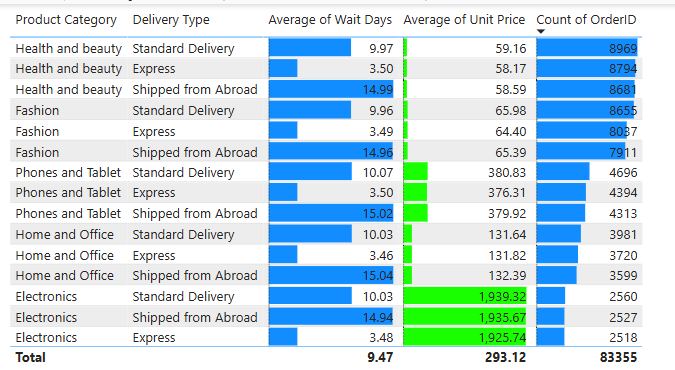 Product Category Delivery Type Average of Wait Days Average of Unit Price Count of OrderID
Health and beauty Standard Delivery 9.97 59.16 8969
Health and beauty Express 3.50 58.17 8794
Health and beauty Shipped from Abroad 14.99 58.59 8681
Fashion Standard Delivery 9.96 65.98 8655
Fashion Express 3.49 64.40 8037
Fashion Shipped from Abroad 14.96 65.39 7911
Phones and Tablet Standard Delivery 10.07 380.83 4696
Phones and Tablet Express 3.50 376.31 4394
Phones and Tablet Shipped from Abroad 15.02 379.92 4313
Home and Office Standard Delivery 10.03 131.64 3981
Home and Office Express 3.46 131.82 3720
Home and Office Shipped from Abroad 15.04 132.39 3599
Electronics Standard Delivery 10.03 1,939.32 2560
Electronics Shipped from Abroad 14.94 1,935.67 2527
Electronics Express 3.48 1,925.74 2518
Total 9.47 293.12 83355